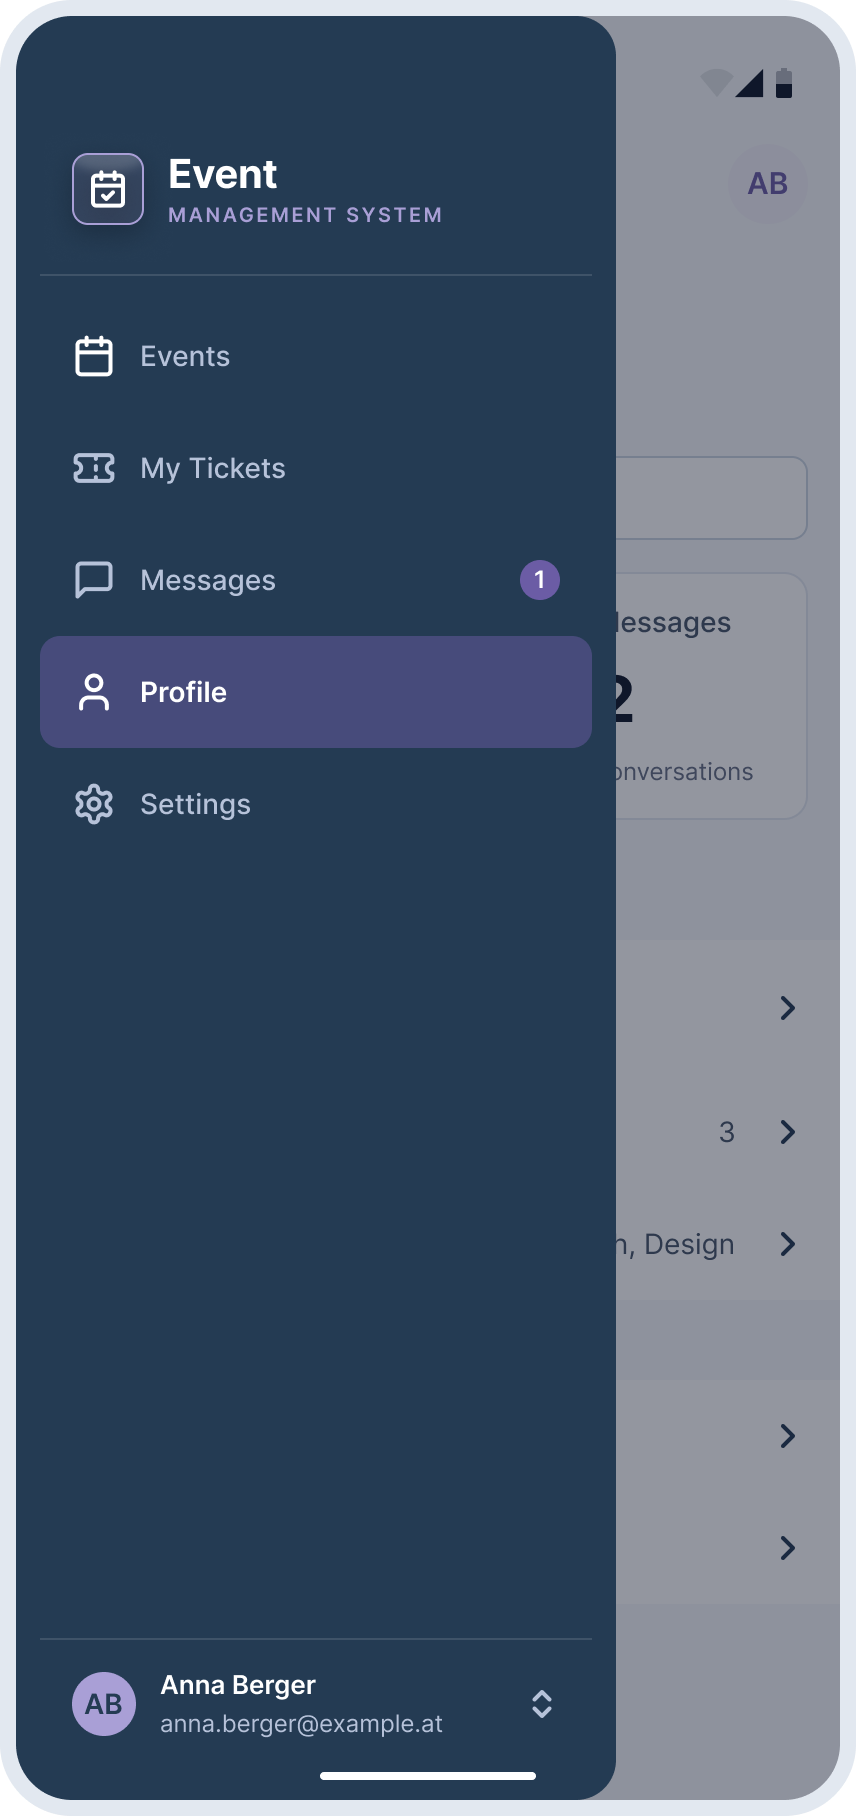 Event
MANAGEMENT SYSTEM
AB
Events
My Tickets
Messages
1
Profile
Settings
essages
2
onversations
3
, Design
AB
Anna Berger
anna.berger@example.at